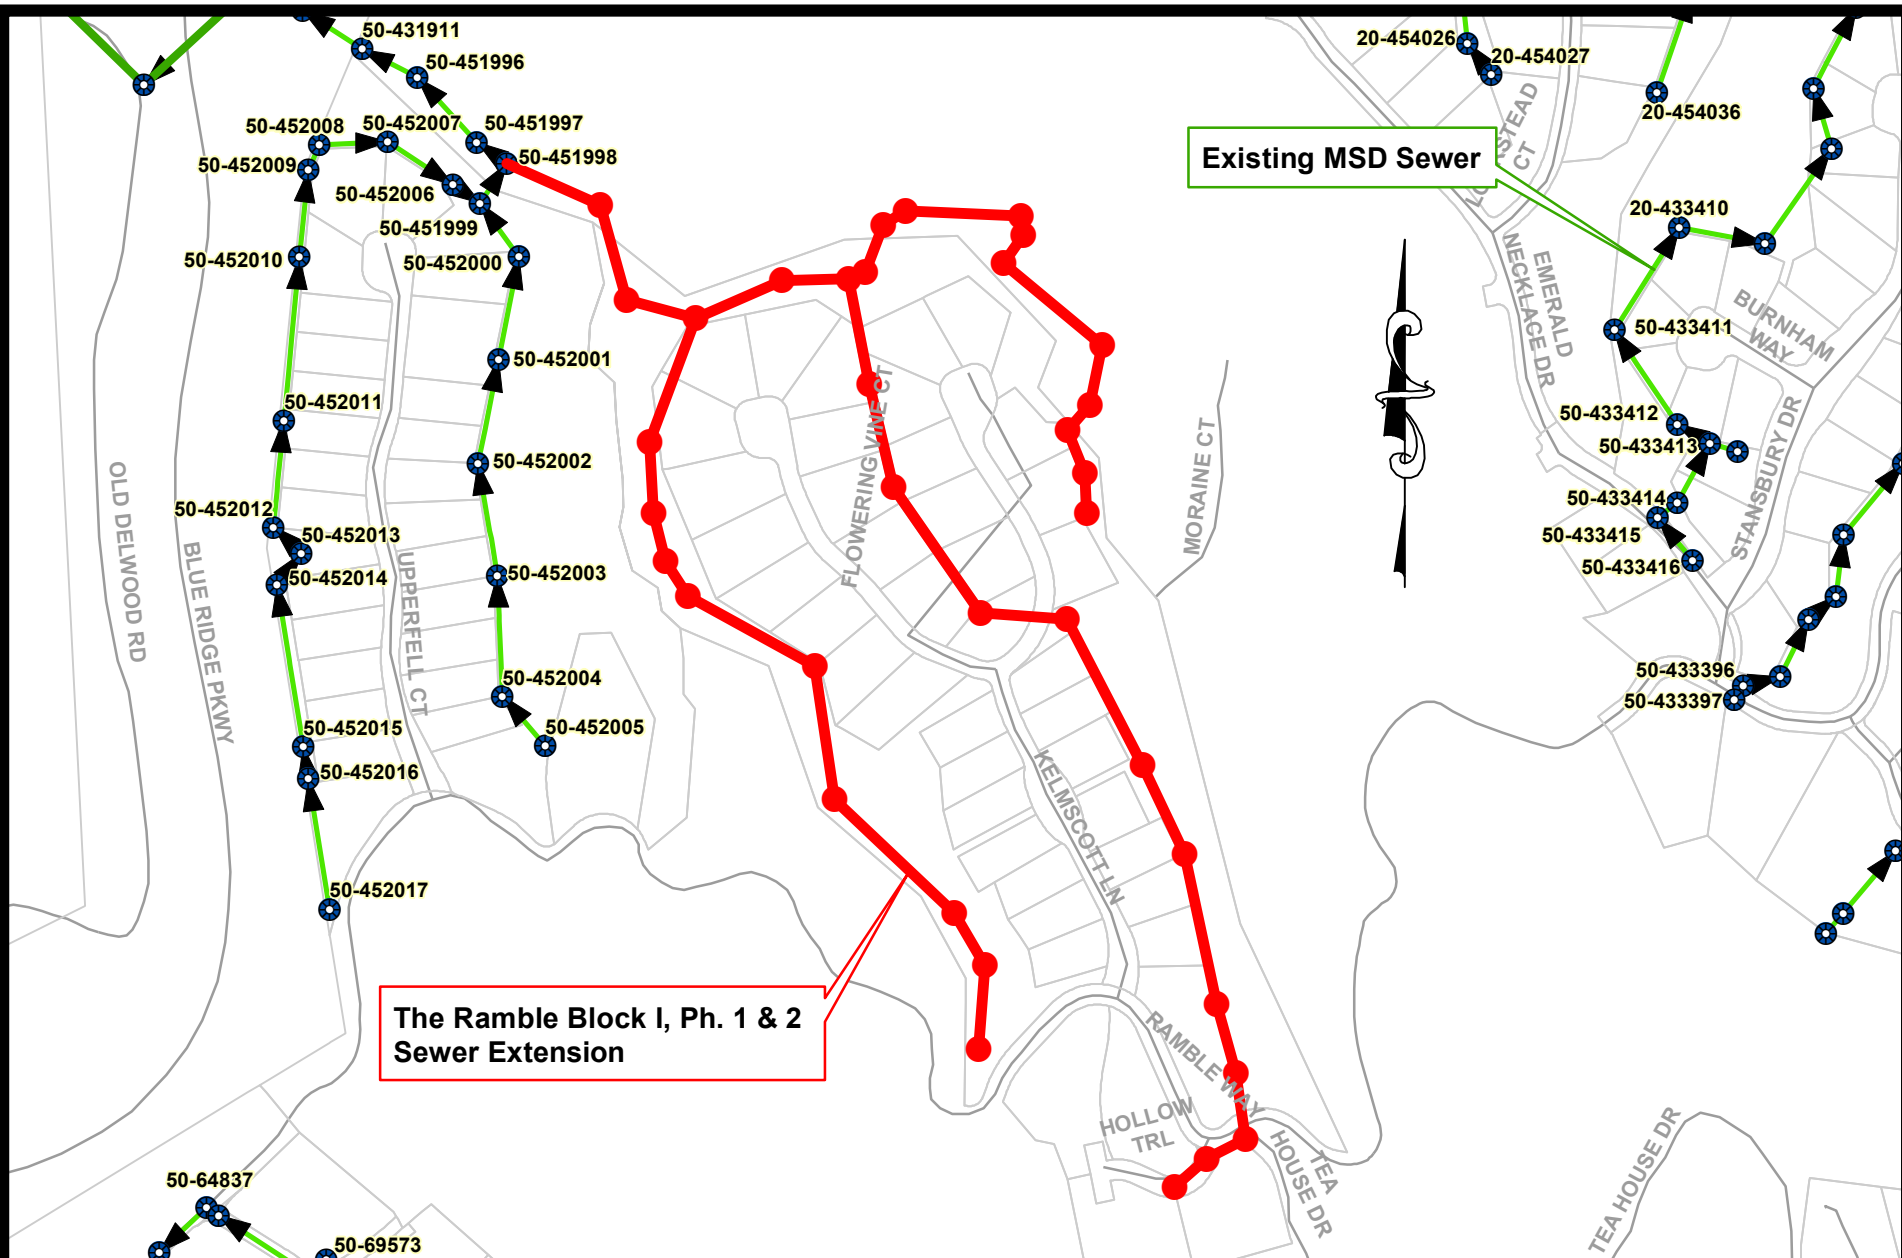 50-431911
20-454026
20-454027
50-451996
20-454036
50-452008
50-452007
50-451997
50-452009
50-451998
Existing MSD Sewer
50-452006
50-451999
20-433410
50-452010
50-452000
EMERALD
NECKLACE DR
BURNHAM
WAY
50-433411
50-452001
50-452011
FLOWERING VINE CT
50-433412
MORAINE CT
50-433413
STANSBURY DR
50-452002
OLD DELWOOD RD
50-452012
50-433414
50-452013
50-433415
BLUE RIDGE PKWY
UPPERFELL CT
50-452014
50-452003
50-433416
50-452004
50-433396
50-433397
50-452015
50-452005
50-452016
KELMSCOTT LN
50-452017
The Ramble Block I, Ph. 1 & 2
Sewer Extension
RAMBLE WAY
HOLLOW
TRL
TEA
HOUSE DR
TEA HOUSE DR
50-64837
50-69573